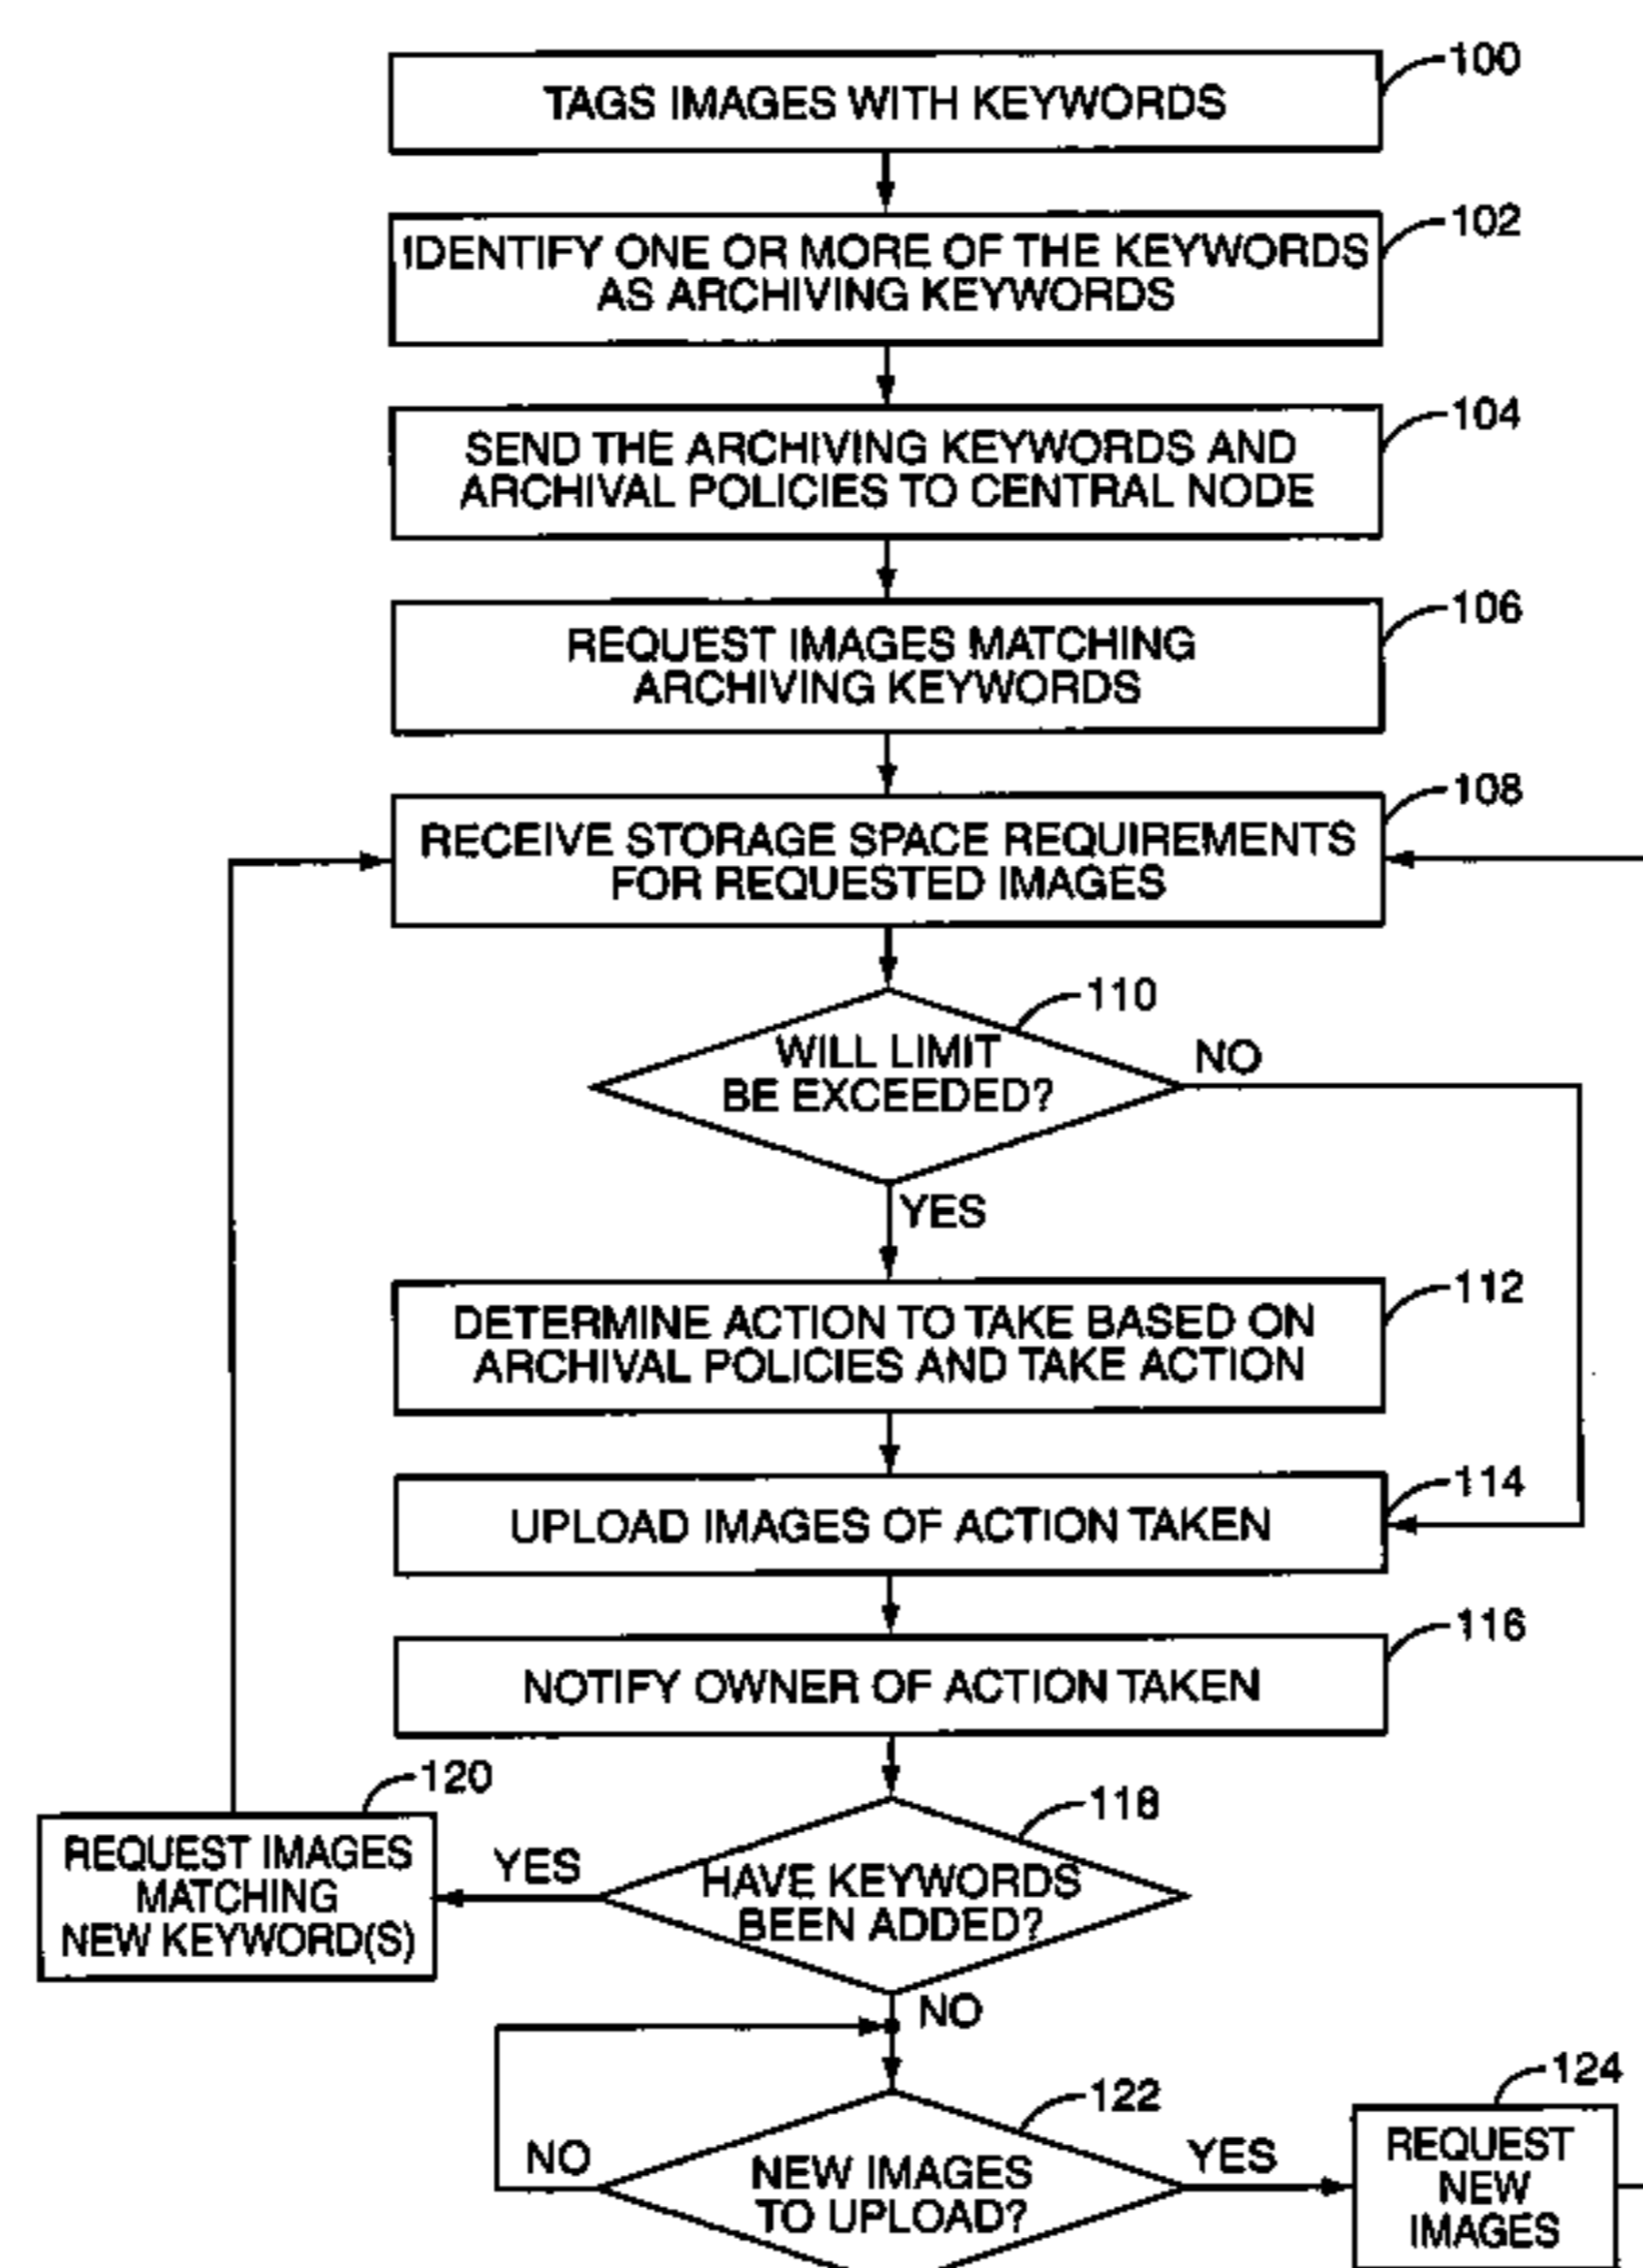 100
TAGS IMAGES WITH KEYWORDS
102
IDENTIFY ONE OR MORE OF THE KEYWORDS
AS ARCHIVING KEYWORDS
104
SEND THE ARCHIVING KEYWORDS AND
ARCHIVAL POLICIES TO CENTRAL NODE
106
REQUEST IMAGES MATCHING
ARCHIVING KEYWORDS
108
RECEIVE STORAGE SPACE REQUIREMENTS
FOR REQUESTED IMAGES
110
WILL LIMIT
BE EXCEEDED?
NO
YES
112
DETERMINE ACTION TO TAKE BASED ON
ARCHIVAL POLICIES AND TAKE ACTION
114
UPLOAD IMAGES OF ACTION TAKEN
116
NOTIFY OWNER OF ACTION TAKEN
118
HAVE KEYWORDS
BEEN ADDED?
YES
120
REQUEST IMAGES
MATCHING
NEW KEYWORD(S)
NO
122
NEW IMAGES
TO UPLOAD?
NO
YES
124
REQUEST
NEW
IMAGES